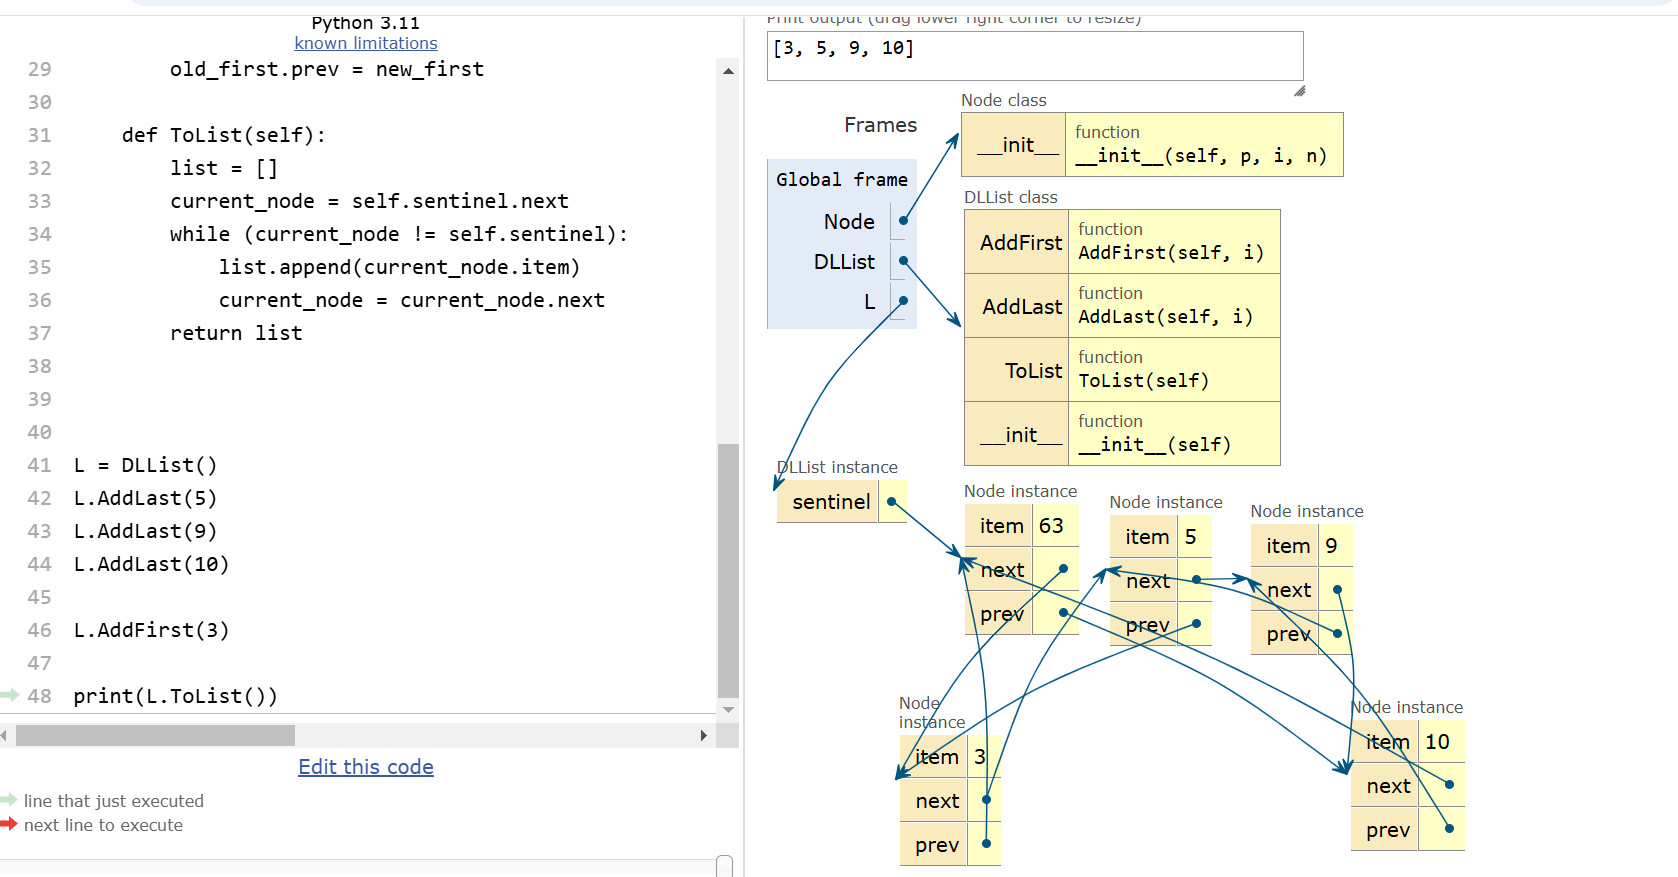 Python 3.11
known limitations
29 old_first.prev = new_first
30
31 def ToList(self):
32 list = []
33 current_node = self.sentinel.next
34 while (current_node != self.sentinel):
35 list.append(current_node.item)
36 current_node = current_node.next
37 return list
38
39
40
41 L = DLList()
42 L.AddLast(5)
43 L.AddLast(9)
44 L.AddLast(10)
45
46 L.AddFirst(3)
47
48 print(L.ToList())
Edit this code
line that just executed
next line to execute
Print output (drag lower right corner to resize)
[3, 5, 9, 10]
Frames
Global frame
Node
DLList
L
Node class
__init__
function
__init__(self, p, i, n)
DLList class
AddFirst
function
AddFirst(self, i)
AddLast
function
AddLast(self, i)
ToList
function
ToList(self)
__init__
function
__init__(self)
DLList instance
sentinel
Node instance
item 63
next
prev
Node instance
item 5
next
prev
Node instance
item 9
next
prev
Node
instance
item 3
next
prev
Node instance
item 10
next
prev